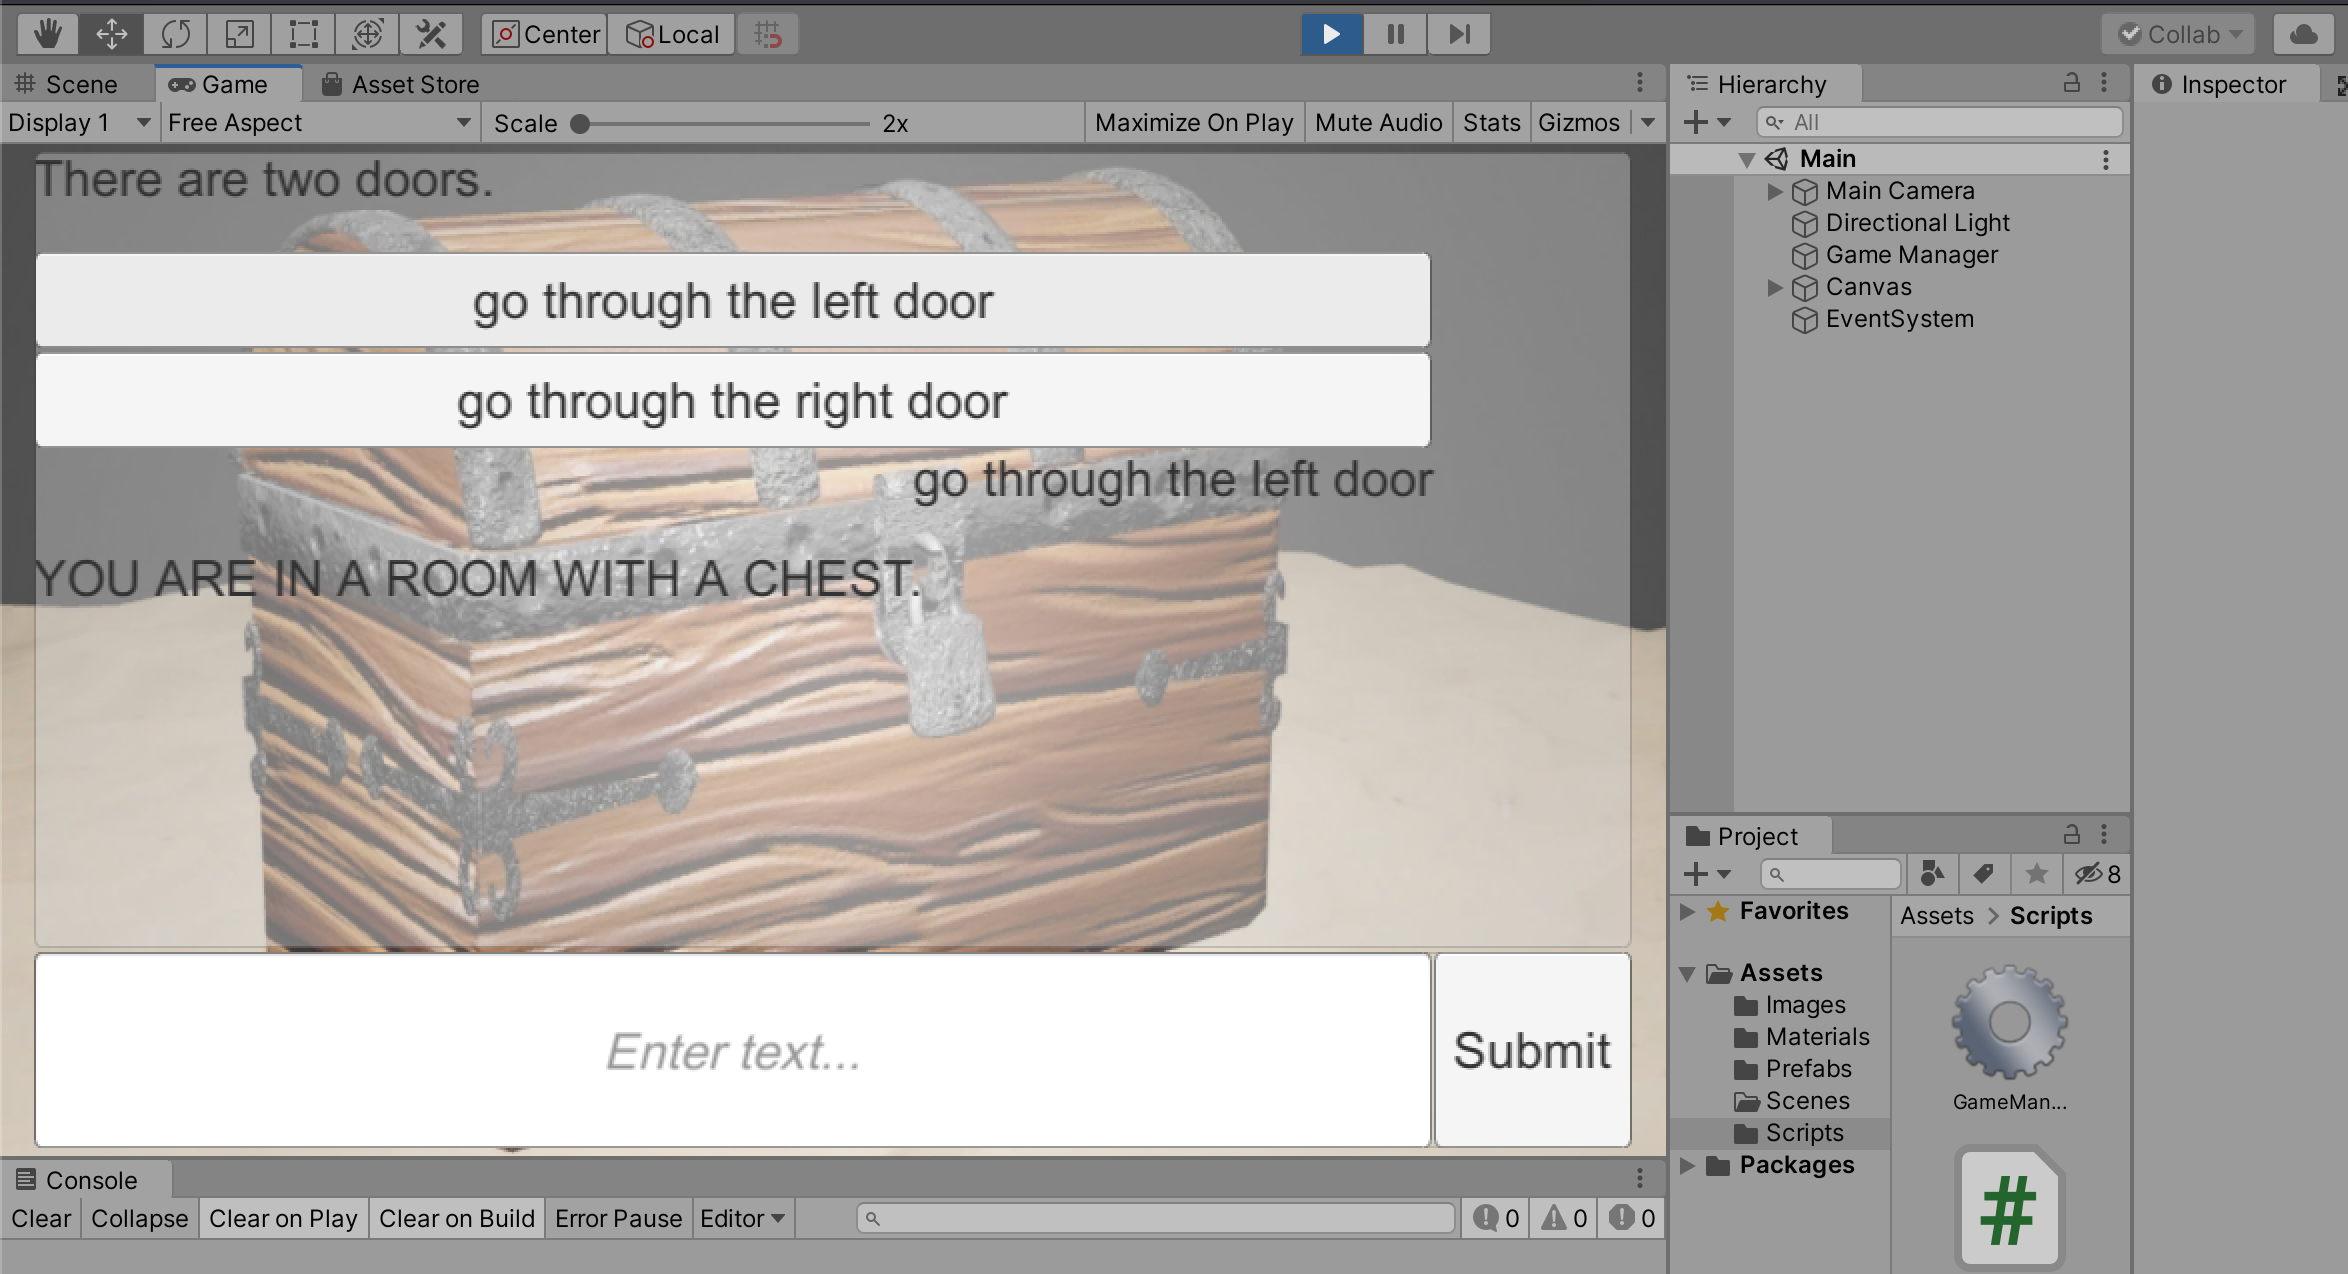 Center
Local
Collab
Scene
Game
Asset Store
Display 1
Free Aspect
Scale
2x
Maximize On Play
Mute Audio
Stats
Gizmos
There are two doors.
go through the left door
go through the right door
go through the left door
YOU ARE IN A ROOM WITH A CHEST.
Enter text...
Submit
Console
Clear
Collapse
Clear on Play
Clear on Build
Error Pause
Editor
0
0
0
Hierarchy
All
Main
Main Camera
Directional Light
Game Manager
Canvas
EventSystem
Project
8
Favorites
Assets
Images
Materials
Prefabs
Scenes
Scripts
Packages
Assets > Scripts
GameMan...
#
Inspector